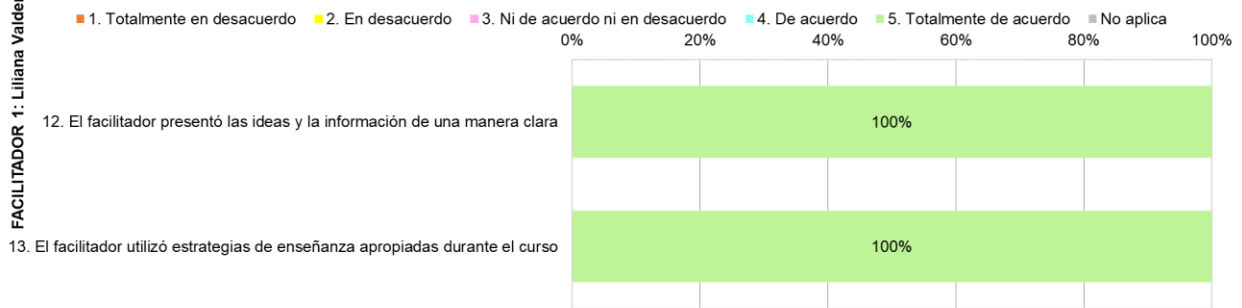 FACILITADOR 1: Liliana
1. Totalmente en desacuerdo 2. En desacuerdo 3. Ni de acuerdo ni en desacuerdo 4. De acuerdo 5. Totalmente de acuerdo No aplica
0% 20% 40% 60% 80% 100%
12. El facilitador presentó las ideas y la información de una manera clara
100%
13. El facilitador utilizó estrategias de enseñanza apropiadas durante el curso
100%